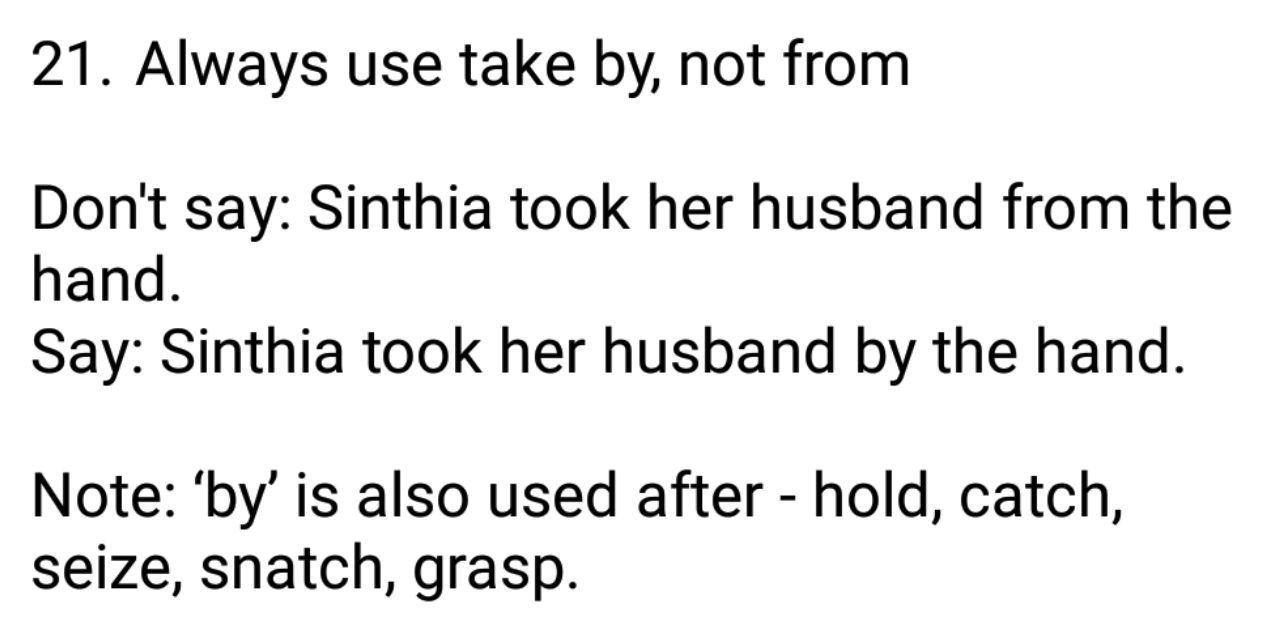 21. Always use take by, not from
Don't say: Sinthia took her husband from the
hand.
Say: Sinthia took her husband by the hand.
Note: ‘by’ is also used after - hold, catch,
seize, snatch, grasp.